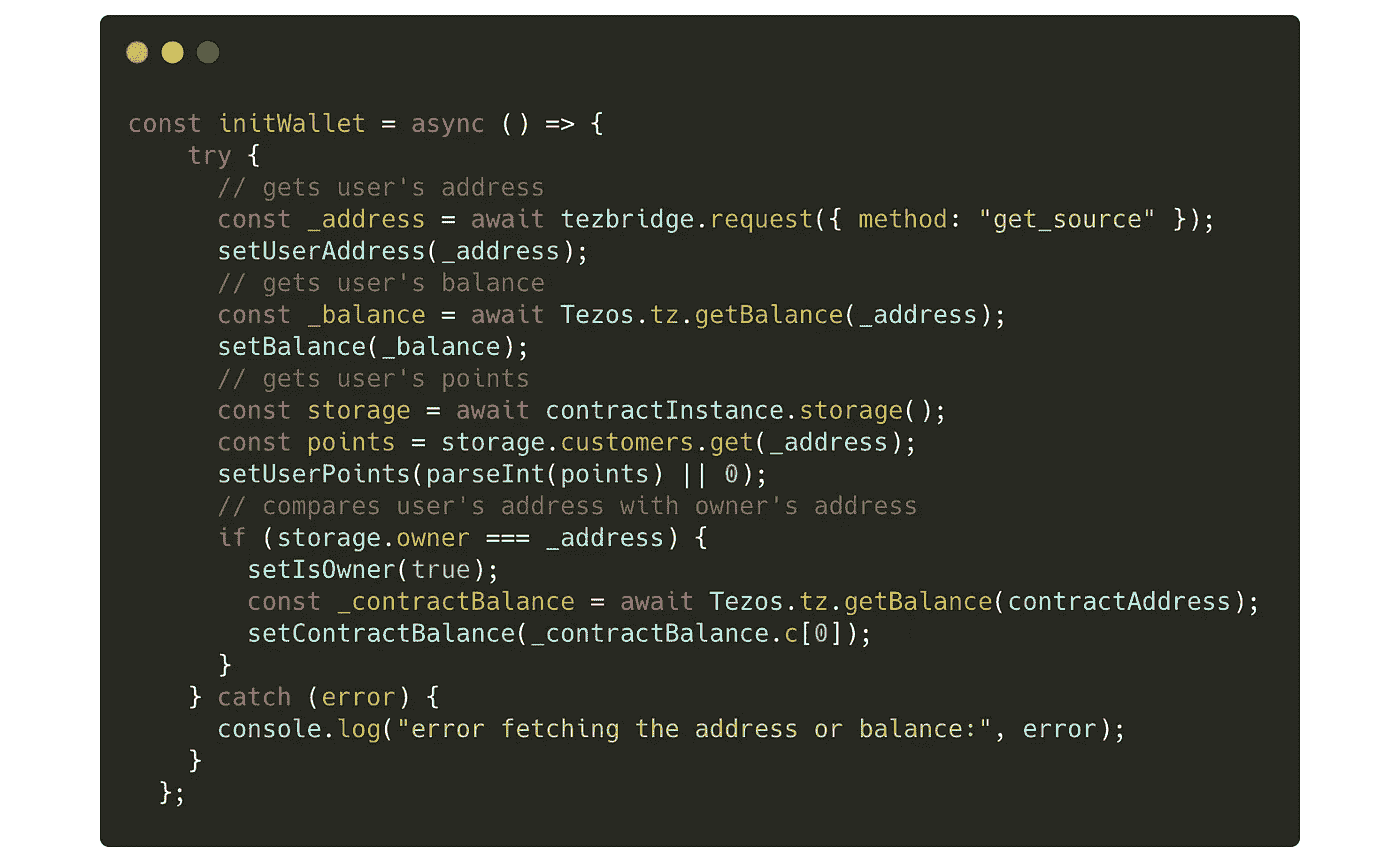 const initWallet = async () => {
    try {
      // gets user's address
      const _address = await tezbridge.request({ method: "get_source" });
      setUserAddress(_address);
      // gets user's balance
      const _balance = await Tezos.tz.getBalance(_address);
      setBalance(_balance);
      // gets user's points
      const storage = await contractInstance.storage();
      const points = storage.customers.get(_address);
      setUserPoints(parseInt(points) || 0);
      // compares user's address with owner's address
      if (storage.owner === _address) {
        setIsOwner(true);
        const _contractBalance = await Tezos.tz.getBalance(contractAddress);
        setContractBalance(_contractBalance.c[0]);
      }
    } catch (error) {
      console.log("error fetching the address or balance:", error);
    }
  };